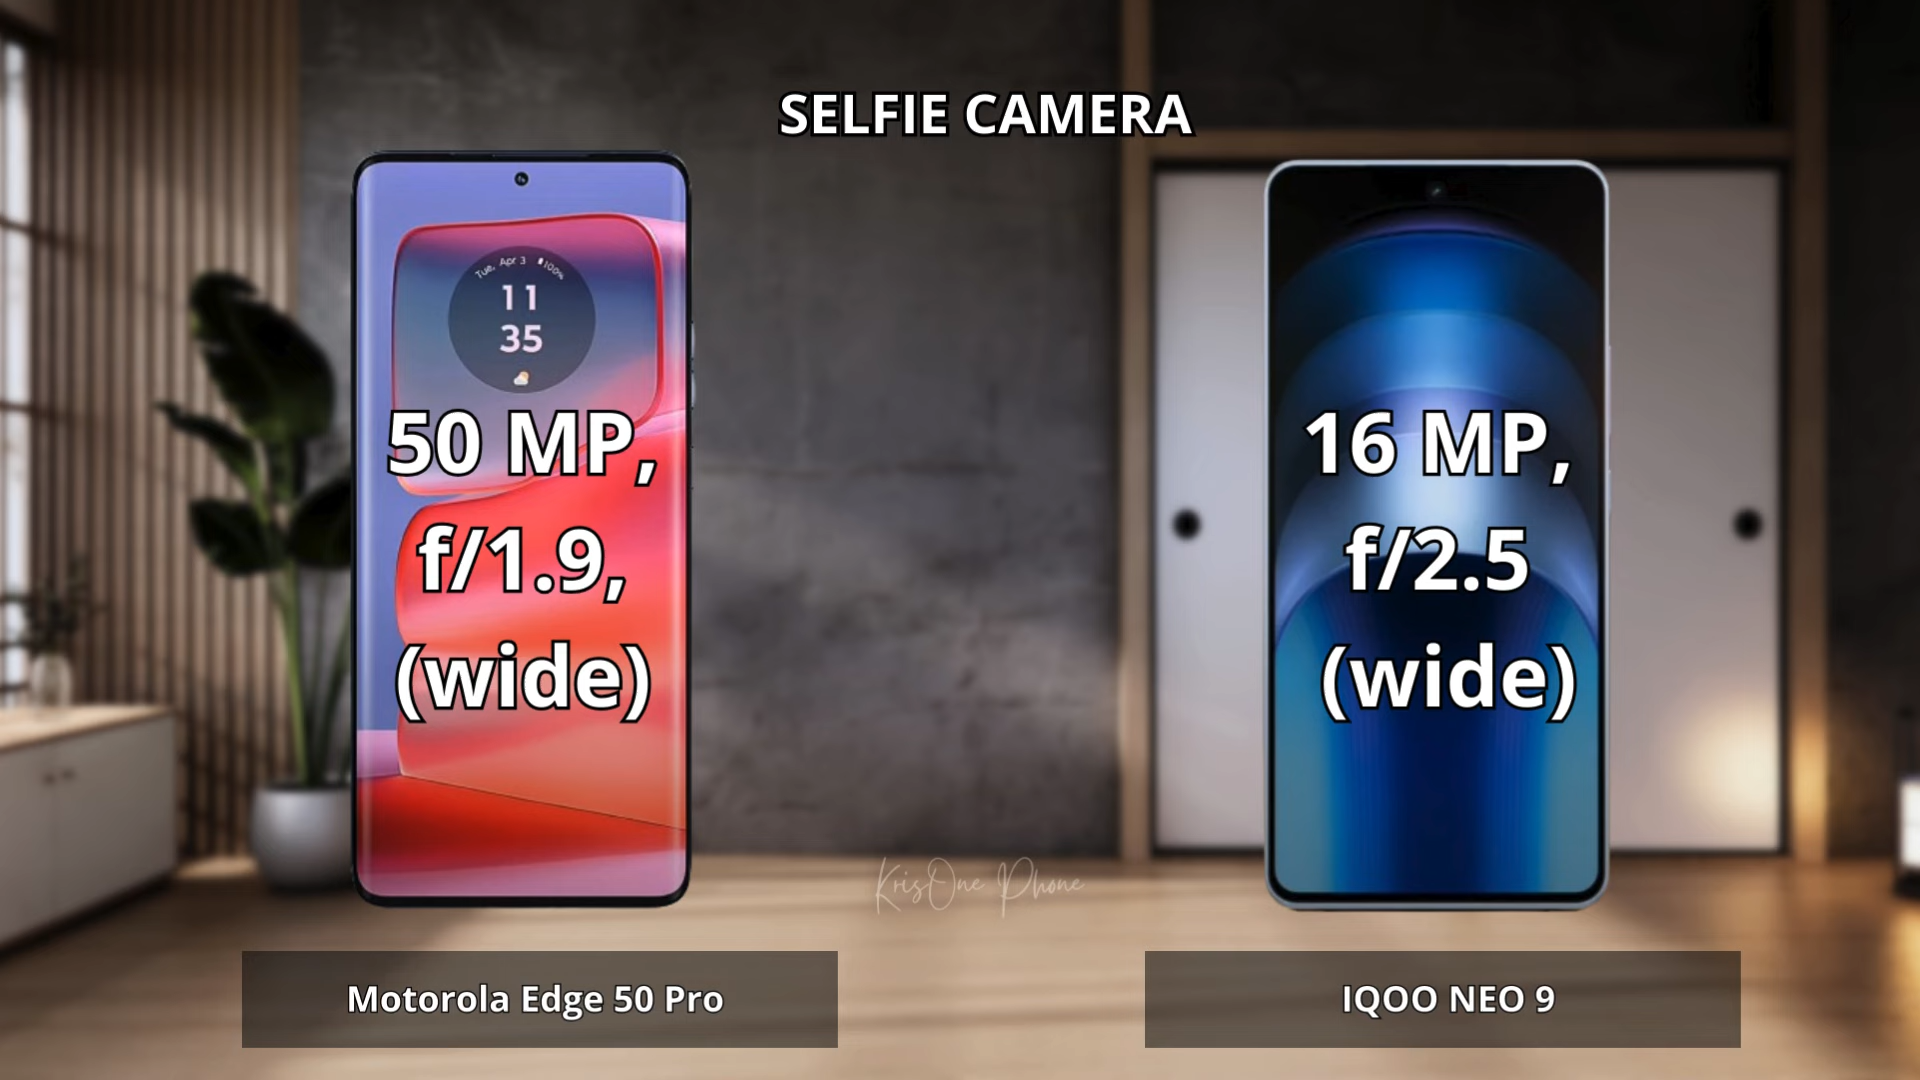 SELFIE CAMERA
Tue, Apr 3 100%
11
35
50 MP,
f/1.9,
(wide)
16 MP,
f/2.5
(wide)
KrisOne Phone
Motorola Edge 50 Pro
IQOO NEO 9